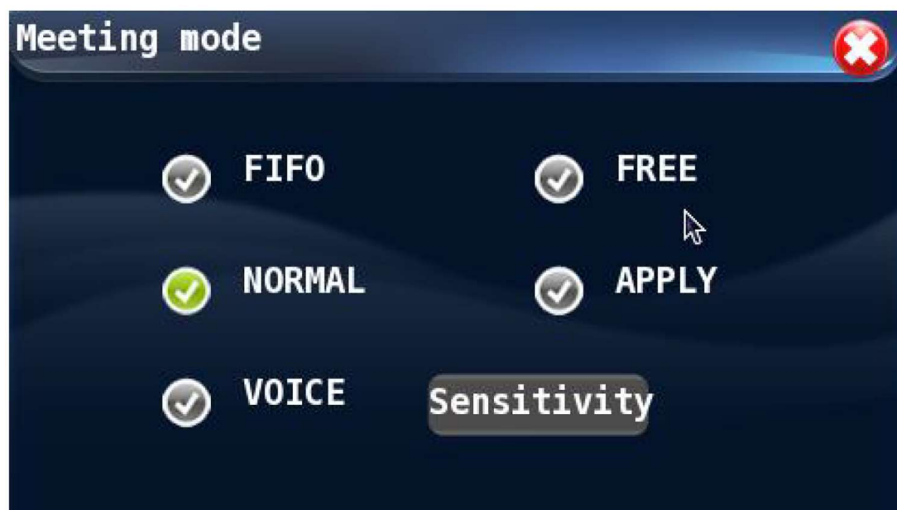 Meeting mode
FIFO
FREE
NORMAL
APPLY
VOICE
Sensitivity